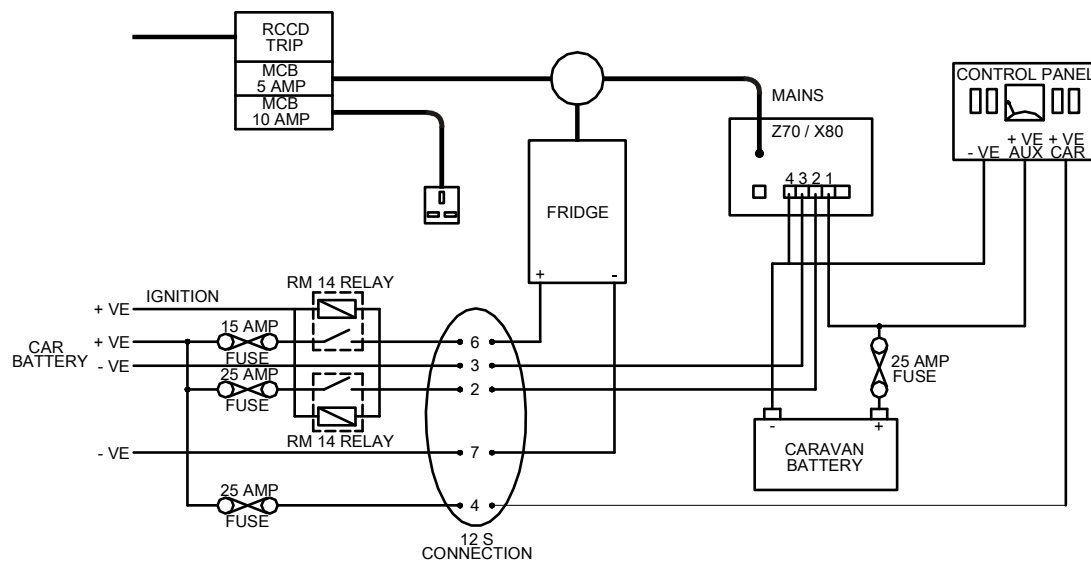 RCCD
TRIP
MCB
5 AMP
MCB
10 AMP
MAINS
Z70 / X80
4 3 2 1
CONTROL PANEL
+ VE + VE
- VE AUX CAR
FRIDGE
+ -
RM 14 RELAY
IGNITION
+ VE
15 AMP
FUSE
+ VE
CAR
BATTERY
- VE
25 AMP
FUSE
RM 14 RELAY
- VE
25 AMP
FUSE
6
3
2
7
4
12 S
CONNECTION
25 AMP
FUSE
- +
CARAVAN
BATTERY